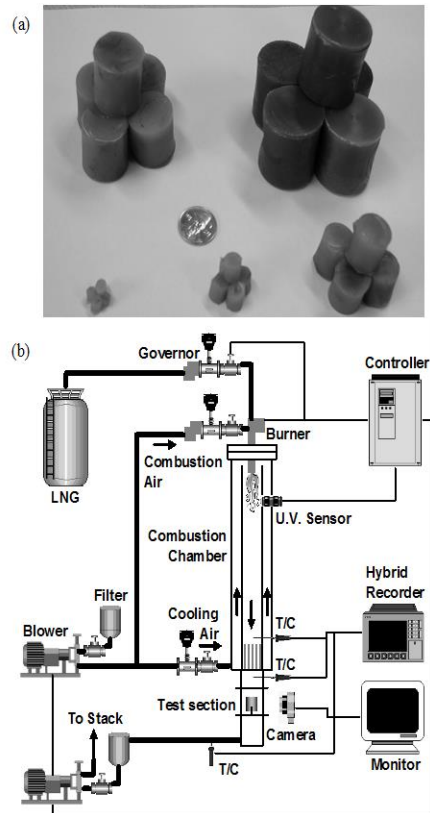 (a)
(b)
Governor
Controller
Burner
Combustion
Air
LNG
U.V. Sensor
Combustion
Chamber
Hybrid
Recorder
Filter
Cooling
Air
T/C
Blower
T/C
Test section
To Stack
Camera
T/C
Monitor